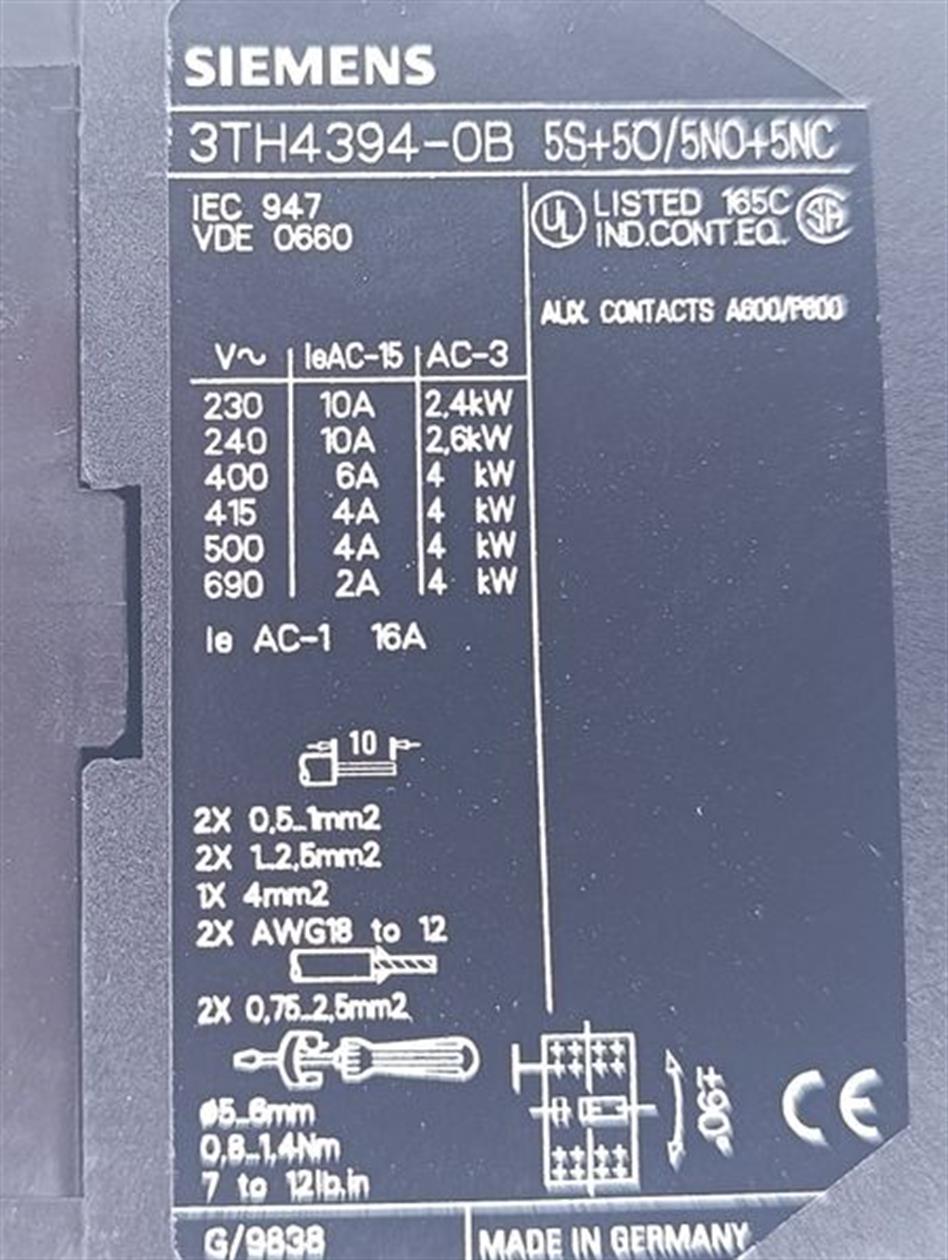 SIEMENS
3TH4394-0B 5S+5Ö/5NO+5NC
IEC 947
VDE 0660
UL LISTED 165C
IND.CONT.EQ.
SA
AUX. CONTACTS A600/P600
V~ IeAC-15 AC-3
230 10A 2,4kW
240 10A 2,6kW
400 6A 4 kW
415 4A 4 kW
500 4A 4 kW
690 2A 4 kW
Ie AC-1 16A
10
2X 0,5...1mm2
2X 1...2,5mm2
1X 4mm2
2X AWG18 to 12
2X 0,75...2,5mm2
ø5...6mm
0,8...1,4Nm
7 to 12lb.in
±90°
CE
G/9838 MADE IN GERMANY